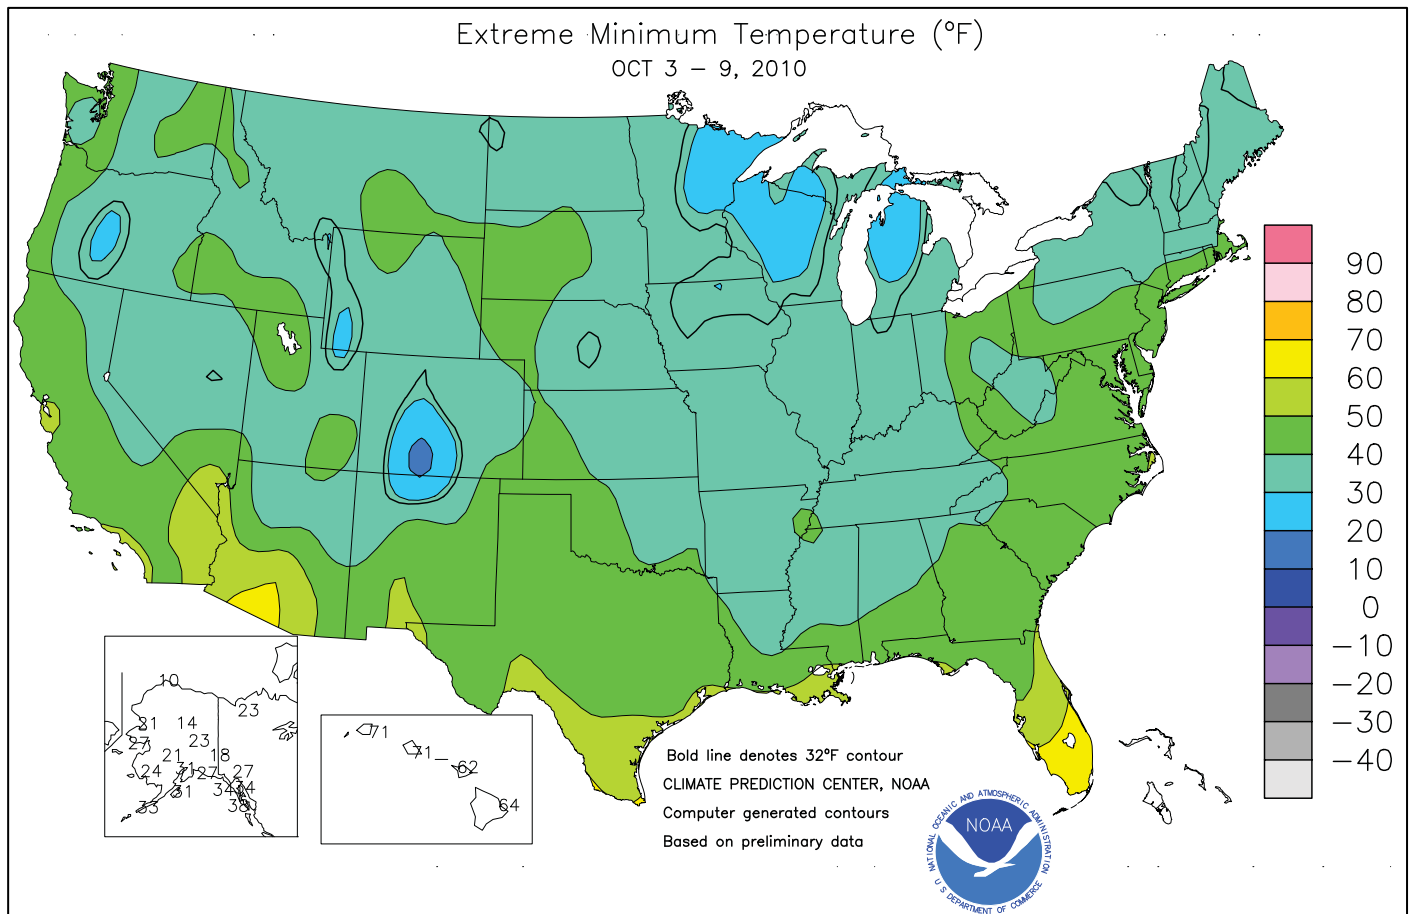 Extreme Minimum Temperature (°F)
OCT 3 – 9, 2010
90
80
70
60
50
40
30
20
10
0
−10
−20
−30
−40
10
23
21 14
27 23
21 18
24 31 27 27
31 34
33 38
71
71
62
64
Bold line denotes 32°F contour
CLIMATE PREDICTION CENTER, NOAA
Computer generated contours
Based on preliminary data
NATIONAL OCEANIC AND ATMOSPHERIC ADMINISTRATION
NOAA
U S DEPARTMENT OF COMMERCE